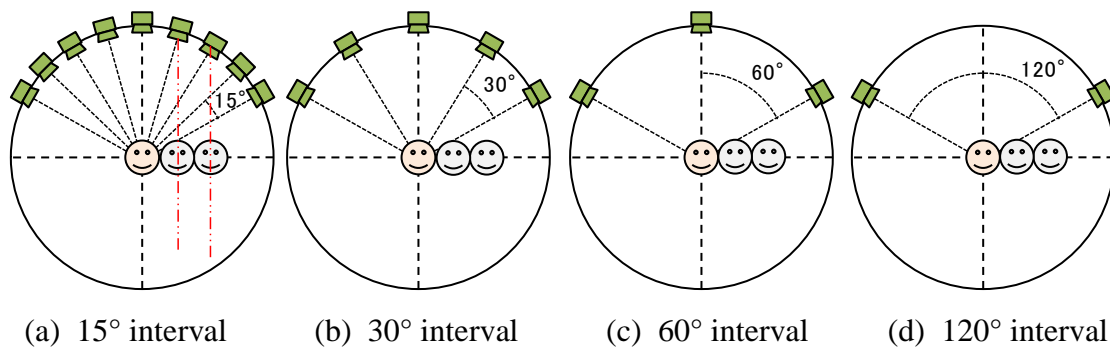 15°
30°
60°
120°
(a) 15° interval
(b) 30° interval
(c) 60° interval
(d) 120° interval